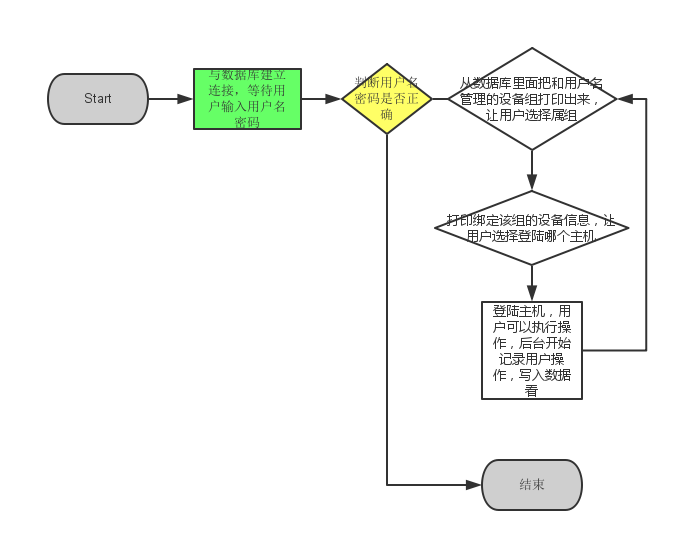 Start
与数据库建立
连接，等待用
户输入用户名
密码
判断用户名
密码是否正
确
从数据库里面把和用户名
管理的设备组打印出来，
让用户选择属组
打印绑定该组的设备信息，让
用户选择登陆哪个主机
登陆主机，用
户可以执行操
作，后台开始
记录用户操
作，写入数据
看
结束